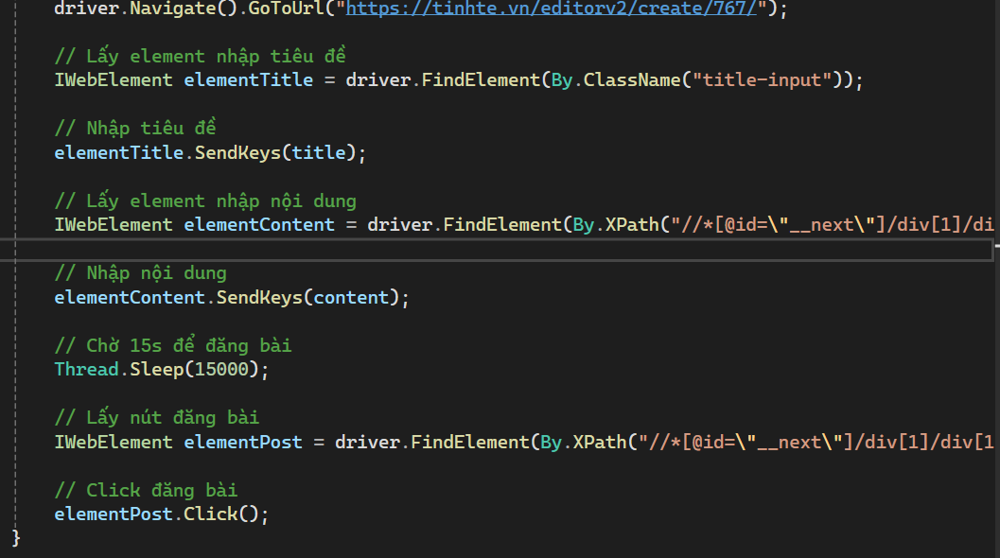 driver.Navigate().GoToUrl("https://tinhte.vn/editorv2/create/767/");
// Lấy element nhập tiêu đề
IWebElement elementTitle = driver.FindElement(By.ClassName("title-input"));
// Nhập tiêu đề
elementTitle.SendKeys(title);
// Lấy element nhập nội dung
IWebElement elementContent = driver.FindElement(By.XPath("//*[@id=\"__next\"]/div[1]/di
// Nhập nội dung
elementContent.SendKeys(content);
// Chờ 15s để đăng bài
Thread.Sleep(15000);
// Lấy nút đăng bài
IWebElement elementPost = driver.FindElement(By.XPath("//*[@id=\"__next\"]/div[1]/div[1
// Click đăng bài
elementPost.Click();
}